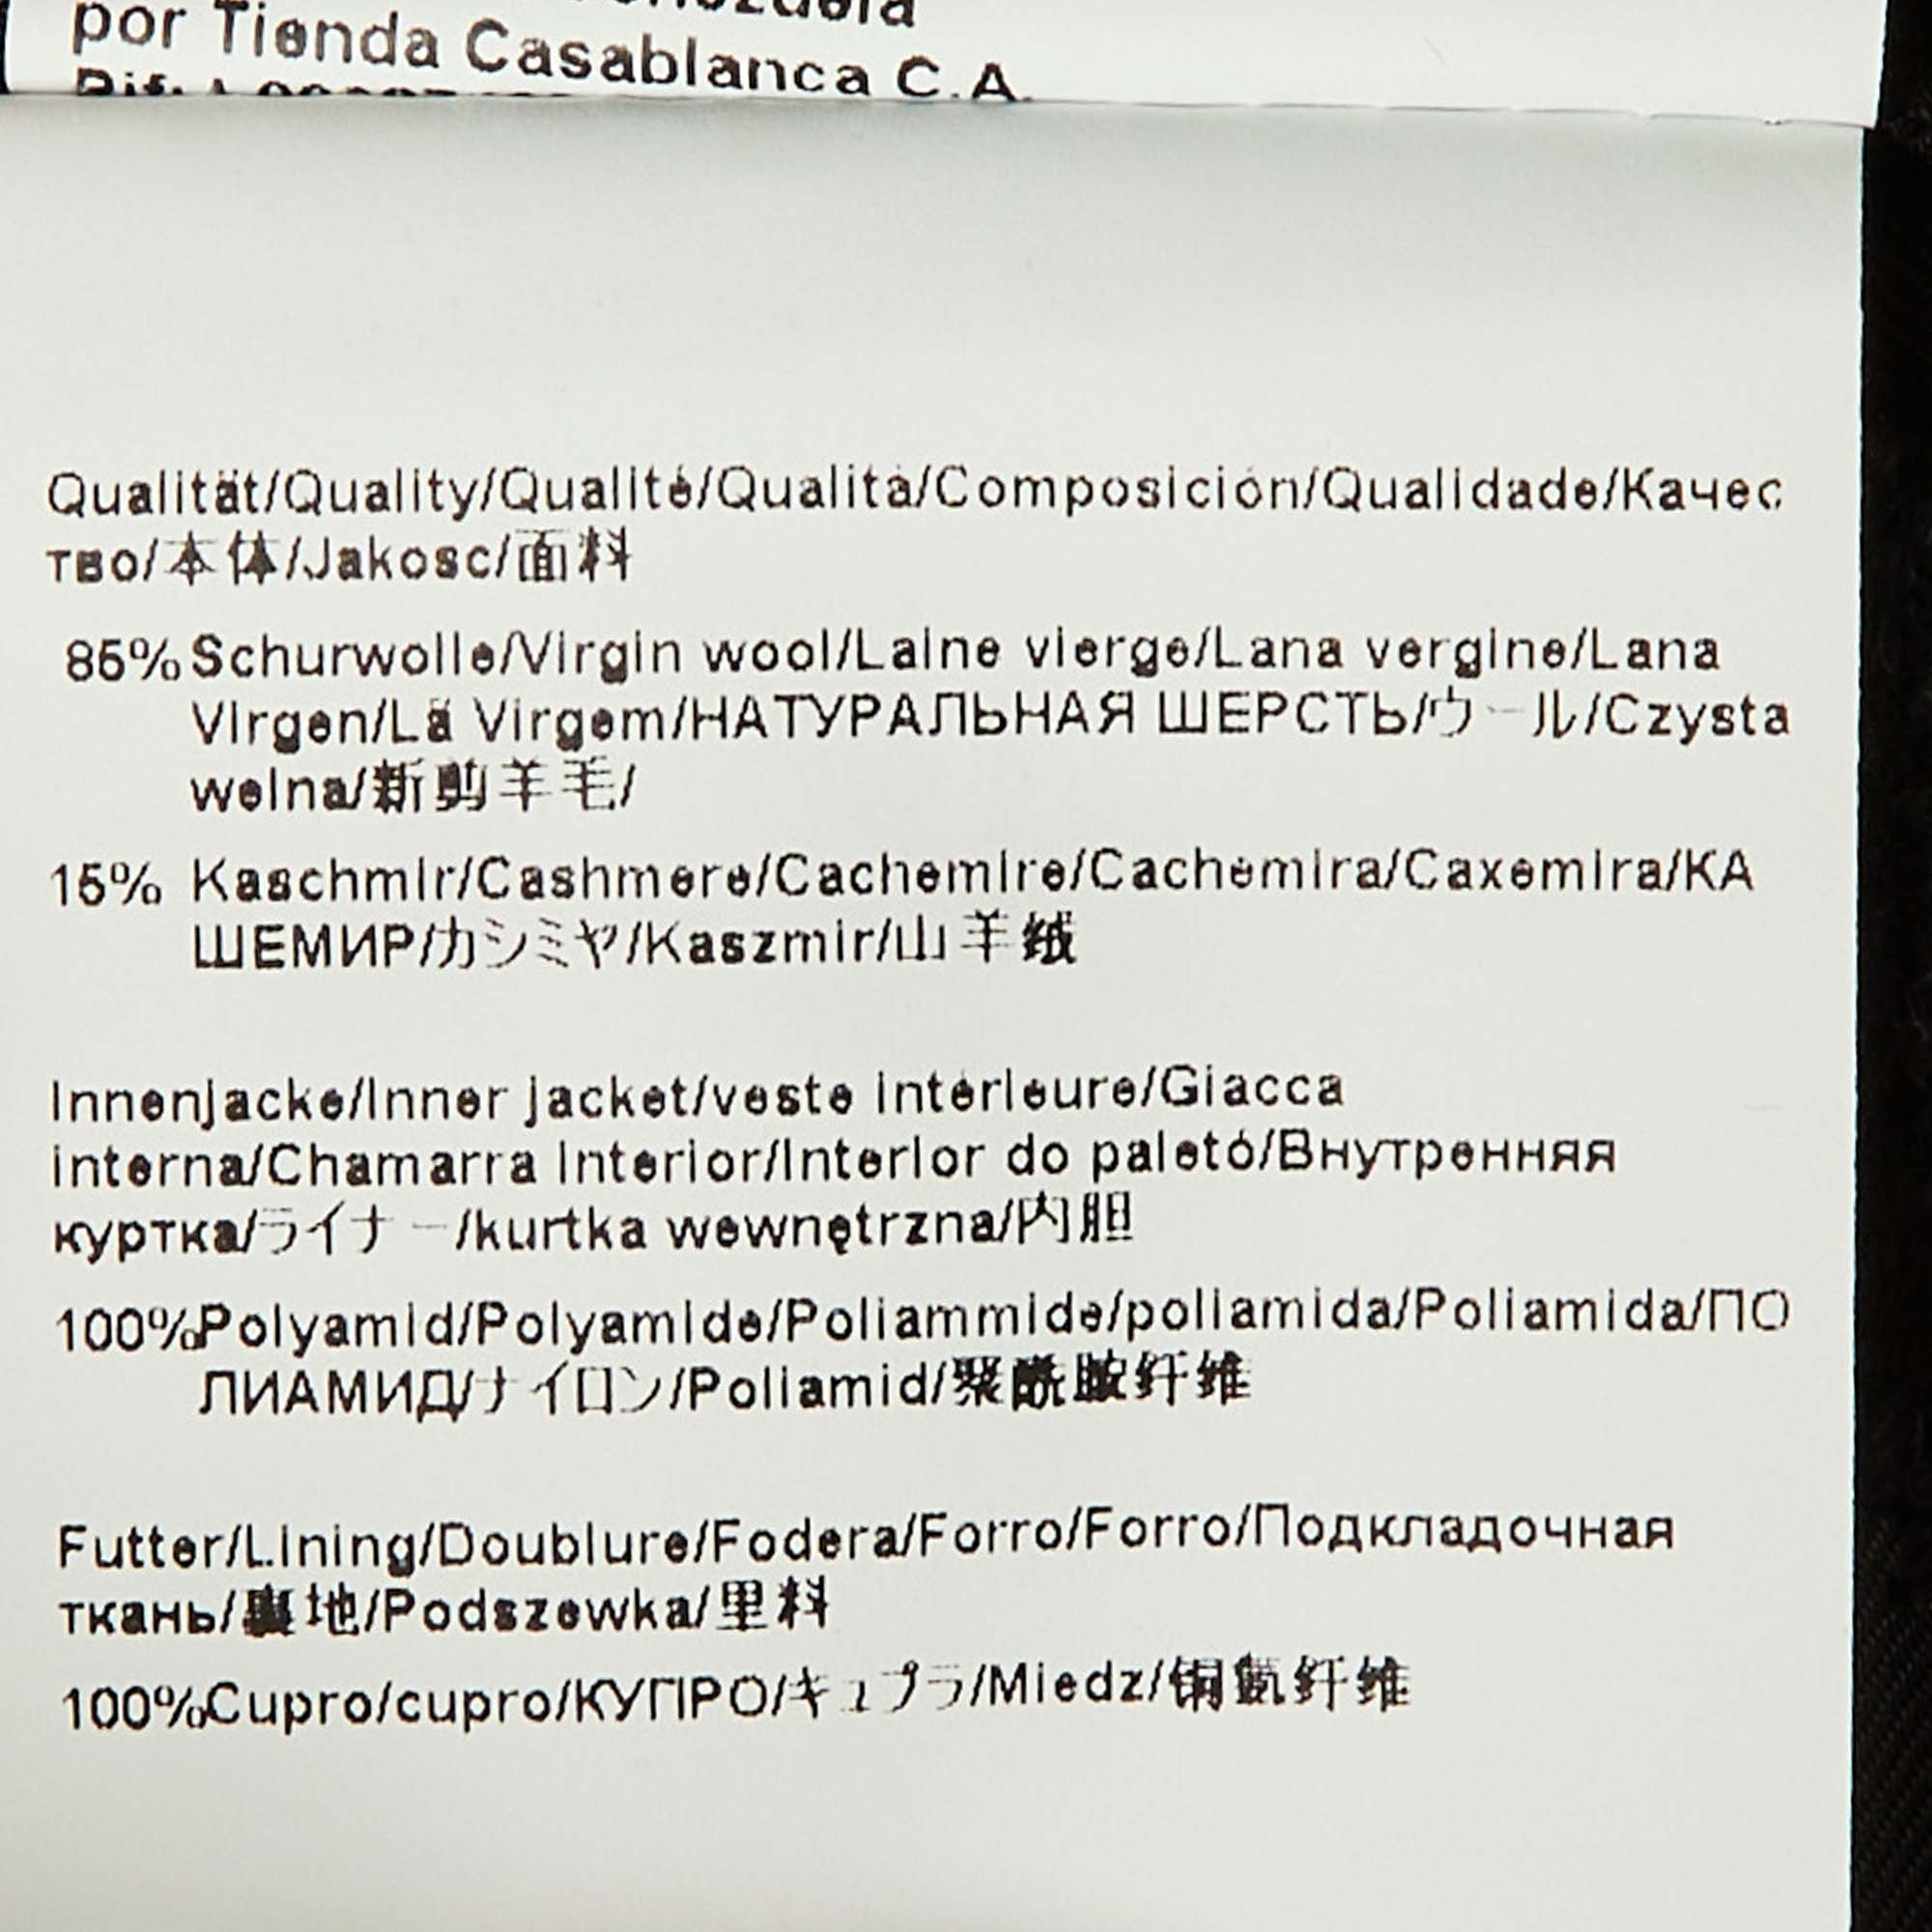 por Tienda Casablanca C.A.
Qualität/Quality/Qualité/Qualità/Composición/Qualidade/Качес
тво/本体/Jakosc/面料
85% Schurwolle/Virgin wool/Laine vierge/Lana vergine/Lana
Virgen/Lã Virgem/НАТУРАЛЬНАЯ ШЕРСТЬ/ウール/Czysta
welna/新剪羊毛/
15% Kaschmir/Cashmere/Cachemire/Cachemira/Caxemira/КА
ШЕМИР/カシミヤ/Kaszmir/山羊绒
Innenjacke/Inner jacket/veste intérieure/Giacca
interna/Chamarra Interior/Interior do paletó/Внутренняя
куртка/ライナー/kurtka wewnętrzna/内胆
100%Polyamid/Polyamide/Poliammide/poliamida/Poliamida/ПО
ЛИАМИД/ナイロン/Poliamid/聚酰胺纤维
Futter/Lining/Doublure/Fodera/Forro/Forro/Подкладочная
ткань/裏地/Podszewka/里料
100%Cupro/cupro/КУПРО/キュプラ/Miedz/铜氨纤维